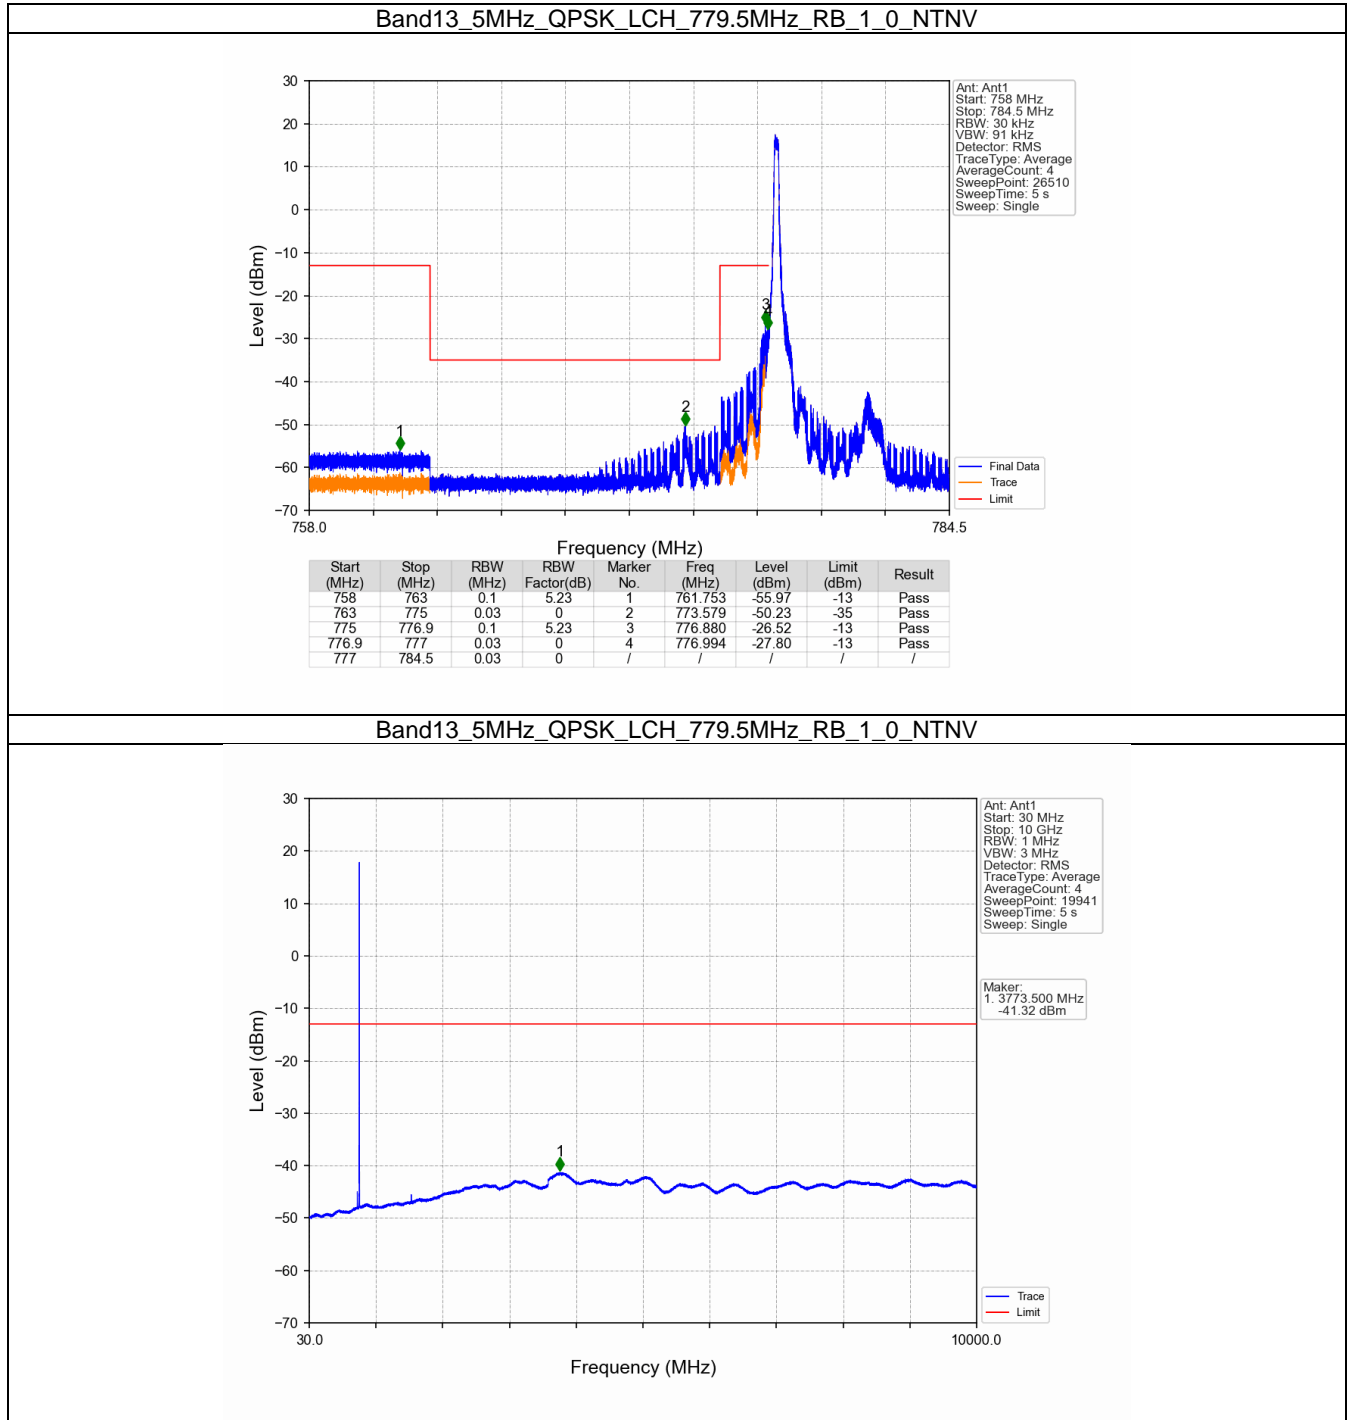 Band13_5MHz_QPSK_LCH_779.5MHz_RB_1_0_NTNV
30
20
10
0
−10
−20
−30
−40
−50
−60
−70
Level (dBm)
758.0
784.5
Frequency (MHz)
1
2
3
4
Ant: Ant1
Start: 758 MHz
Stop: 784.5 MHz
RBW: 30 kHz
VBW: 91 kHz
Detector: RMS
TraceType: Average
AverageCount: 4
SweepPoint: 26510
SweepTime: 5 s
Sweep: Single
Final Data
Trace
Limit
Start (MHz) Stop (MHz) RBW (MHz) RBW Factor(dB) Marker No. Freq (MHz) Level (dBm) Limit (dBm) Result
758 763 0.1 5.23 1 761.753 -55.97 -13 Pass
763 775 0.03 0 2 773.579 -50.23 -35 Pass
775 776.9 0.1 5.23 3 776.880 -26.52 -13 Pass
776.9 777 0.03 0 4 776.994 -27.80 -13 Pass
777 784.5 0.03 0 / / / / /
Band13_5MHz_QPSK_LCH_779.5MHz_RB_1_0_NTNV
30
20
10
0
−10
−20
−30
−40
−50
−60
−70
Level (dBm)
30.0
10000.0
Frequency (MHz)
1
Ant: Ant1
Start: 30 MHz
Stop: 10 GHz
RBW: 1 MHz
VBW: 3 MHz
Detector: RMS
TraceType: Average
AverageCount: 4
SweepPoint: 19941
SweepTime: 5 s
Sweep: Single
Maker:
1. 3773.500 MHz
-41.32 dBm
Trace
Limit